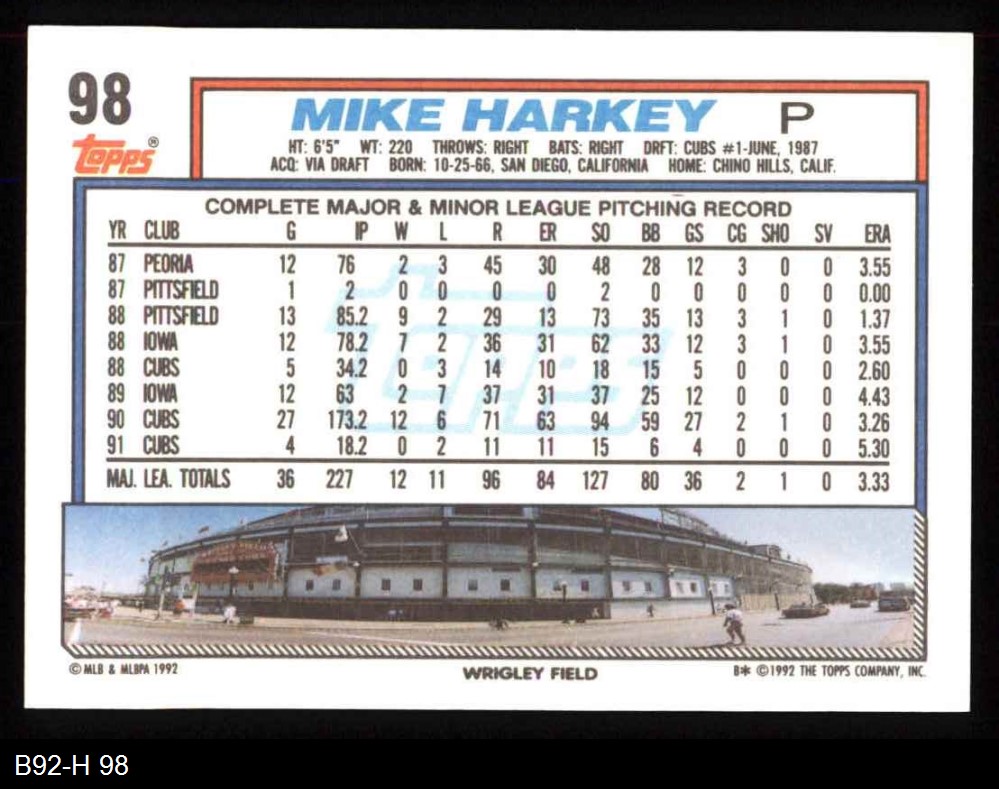 98
Topps®
MIKE HARKEY P
HT: 6'5" WT: 220 THROWS: RIGHT BATS: RIGHT DRFT: CUBS #1-JUNE, 1987
ACQ: VIA DRAFT BORN: 10-25-66, SAN DIEGO, CALIFORNIA HOME: CHINO HILLS, CALIF.
COMPLETE MAJOR & MINOR LEAGUE PITCHING RECORD
YR CLUB G IP W L R ER SO BB GS CG SHO SV ERA
87 PEORIA 12 76 2 3 45 30 48 28 12 3 0 0 3.55
87 PITTSFIELD 1 2 0 0 0 0 2 0 0 0 0 0 0.00
88 PITTSFIELD 13 85.2 9 2 29 13 73 35 13 3 1 0 1.37
88 IOWA 12 78.2 7 2 36 31 62 33 12 3 1 0 3.55
88 CUBS 5 34.2 0 3 14 10 18 15 5 0 0 0 2.60
89 IOWA 12 63 2 7 37 31 37 25 12 0 0 0 4.43
90 CUBS 27 173.2 12 6 71 63 94 59 27 2 1 0 3.26
91 CUBS 4 18.2 0 2 11 11 15 6 4 0 0 0 5.30
MAJ. LEA. TOTALS 36 227 12 11 96 84 127 80 36 2 1 0 3.33
Topps
© MLB & MLBPA 1992
WRIGLEY FIELD
B* ©1992 THE TOPPS COMPANY, INC.
B92-H 98